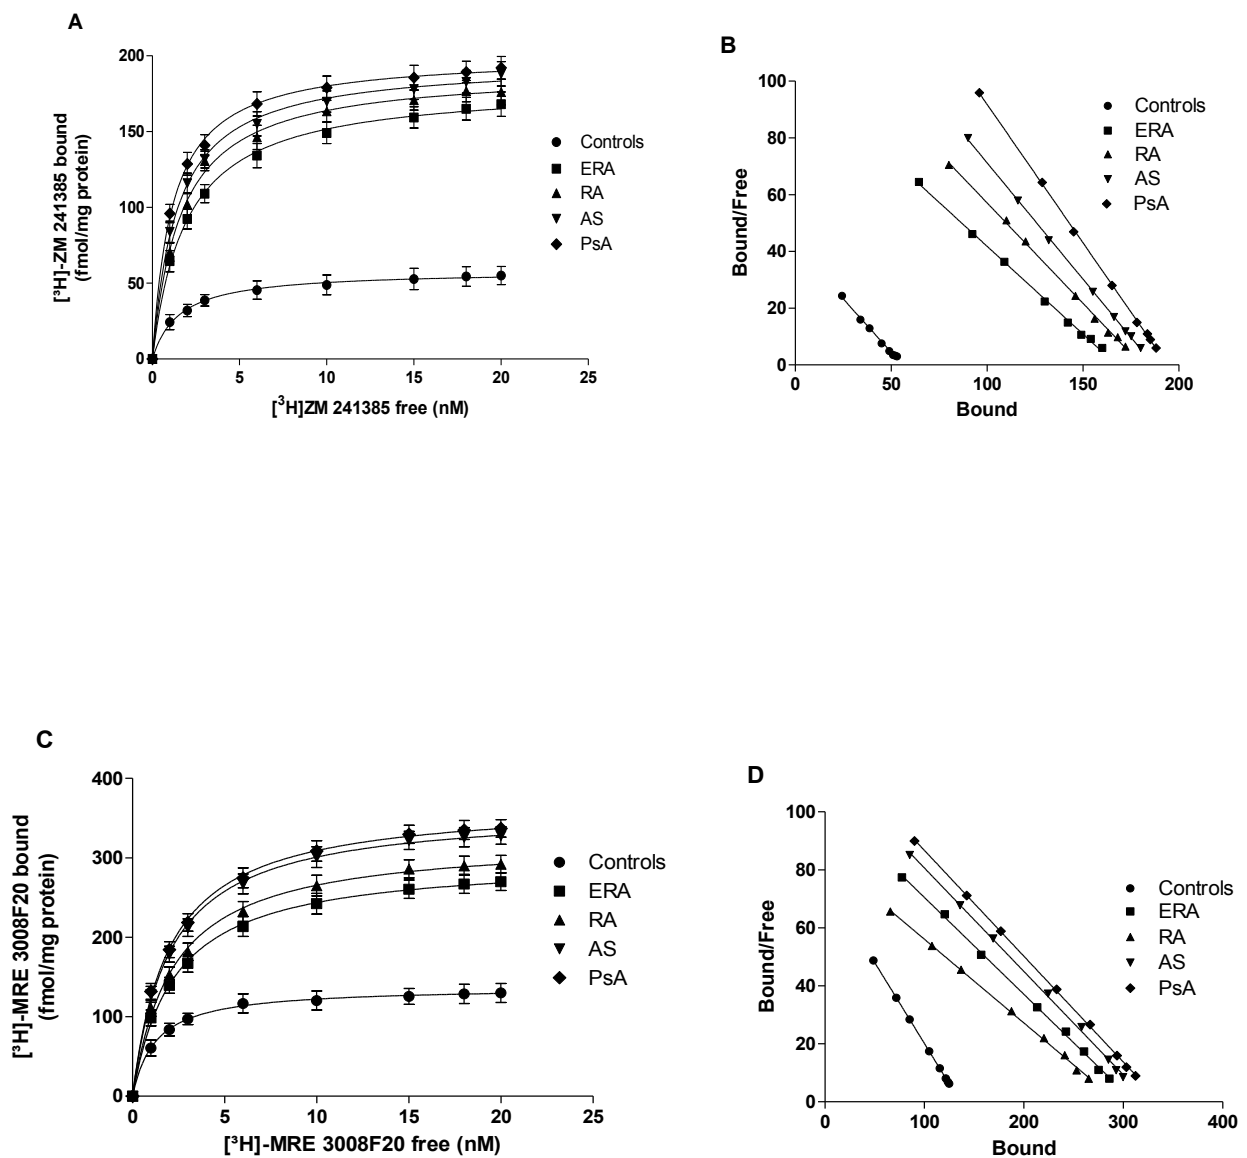 A
[³H]-ZM 241385 bound
(fmol/mg protein)
200
150
100
50
0
0 5 10 15 20 25
[³H]ZM 241385 free (nM)
Controls
ERA
RA
AS
PsA
B
Bound/Free
100
80
60
40
20
0
0 50 100 150 200
Bound
Controls
ERA
RA
AS
PsA
C
[³H]-MRE 3008F20 bound
(fmol/mg protein)
400
300
200
100
0
0 5 10 15 20 25
[³H]-MRE 3008F20 free (nM)
Controls
ERA
RA
AS
PsA
D
Bound/Free
100
80
60
40
20
0
0 100 200 300 400
Bound
Controls
ERA
RA
AS
PsA